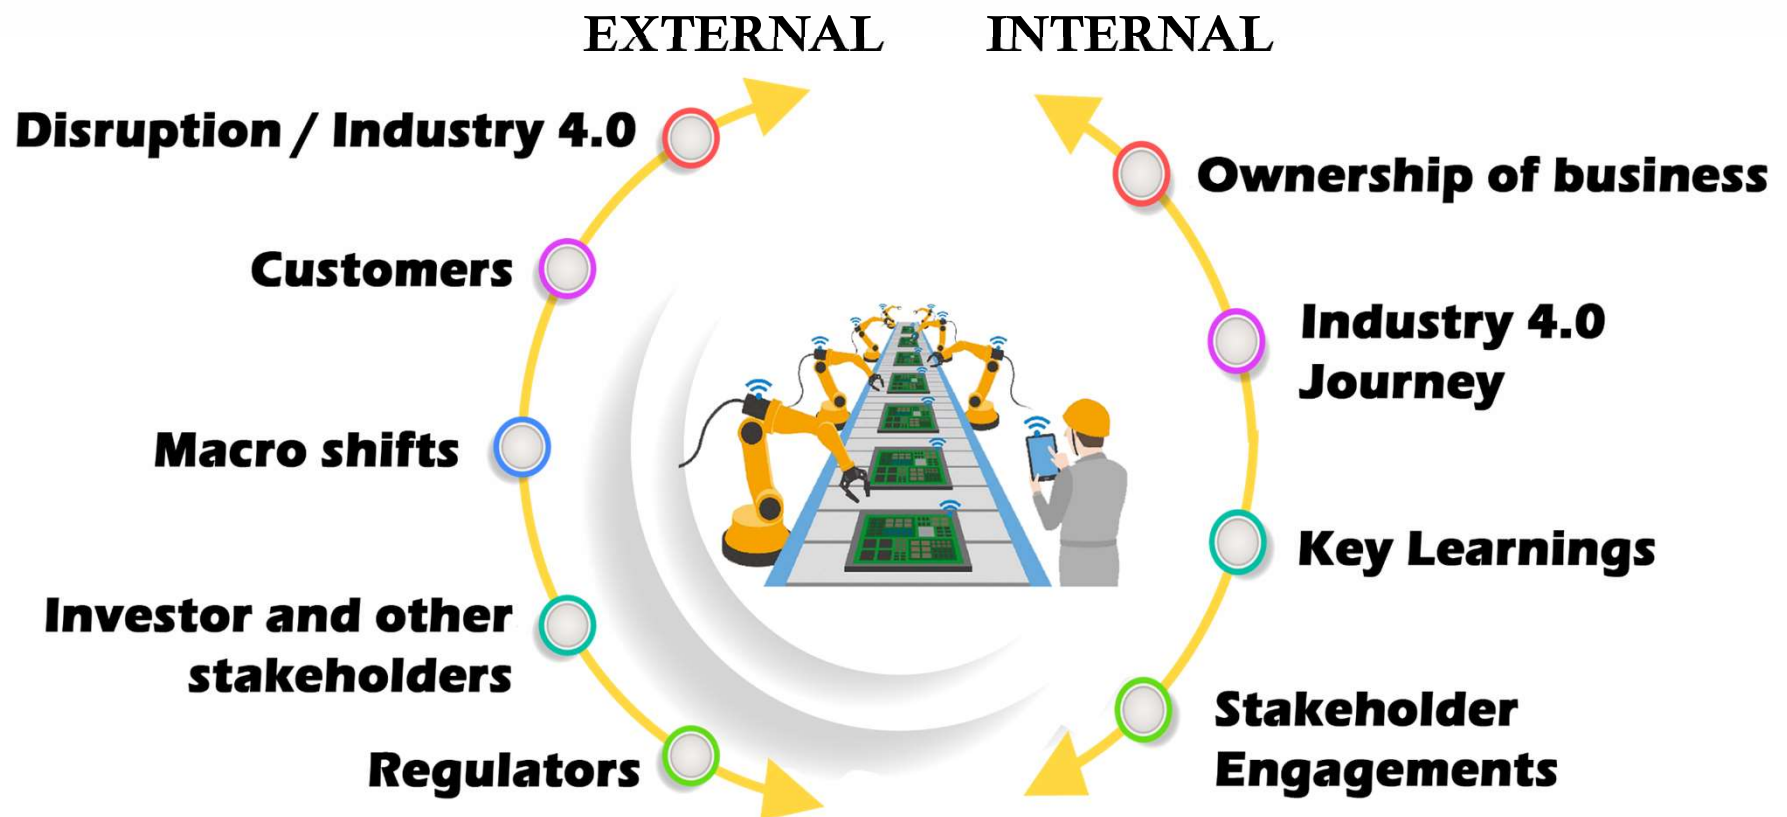 EXTERNAL
Disruption / Industry 4.0
Customers
Macro shifts
Investor and other
stakeholders
Regulators
INTERNAL
Ownership of business
Industry 4.0
Journey
Key Learnings
Stakeholder
Engagements